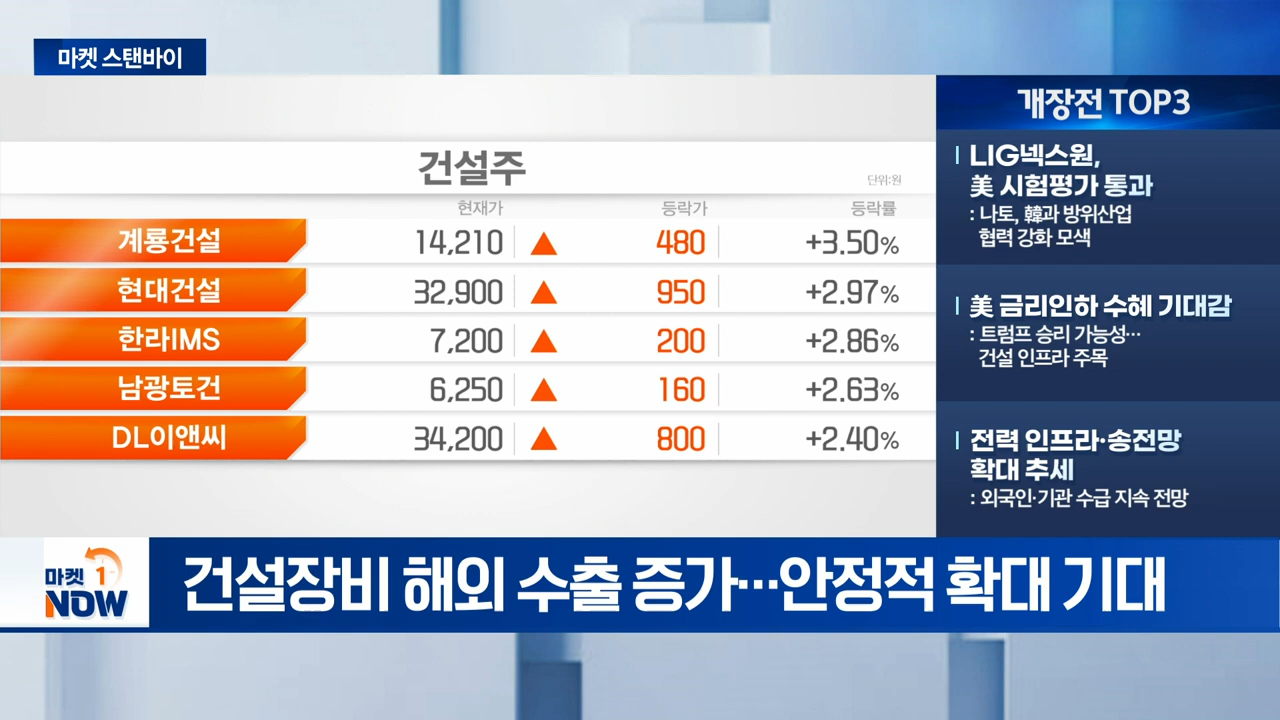 마켓 스탠바이
건설주
단위:원
현재가 등락가 등락률
계룡건설 14,210 ▲ 480 +3.50%
현대건설 32,900 ▲ 950 +2.97%
한라IMS 7,200 ▲ 200 +2.86%
남광토건 6,250 ▲ 160 +2.63%
DL이앤씨 34,200 ▲ 800 +2.40%
개장전 TOP3
LIG넥스원,
美 시험평가 통과
: 나토, 韓과 방위산업
협력 강화 모색
美 금리인하 수혜 기대감
: 트럼프 승리 가능성…
건설 인프라 주목
전력 인프라·송전망
확대 추세
: 외국인·기관 수급 지속 전망
마켓 1
NOW
건설장비 해외 수출 증가…안정적 확대 기대